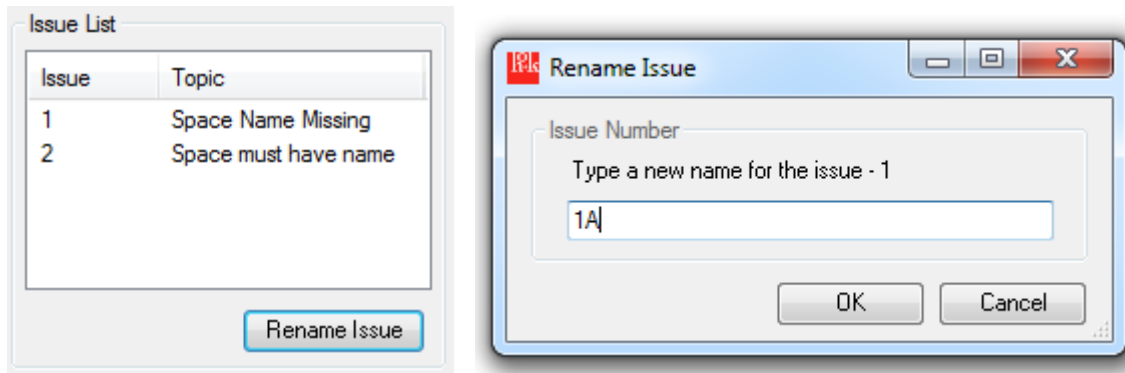 Issue List
Issue Topic
1 Space Name Missing
2 Space must have name
Rename Issue
Rename Issue
Issue Number
Type a new name for the issue - 1
1A
OK Cancel